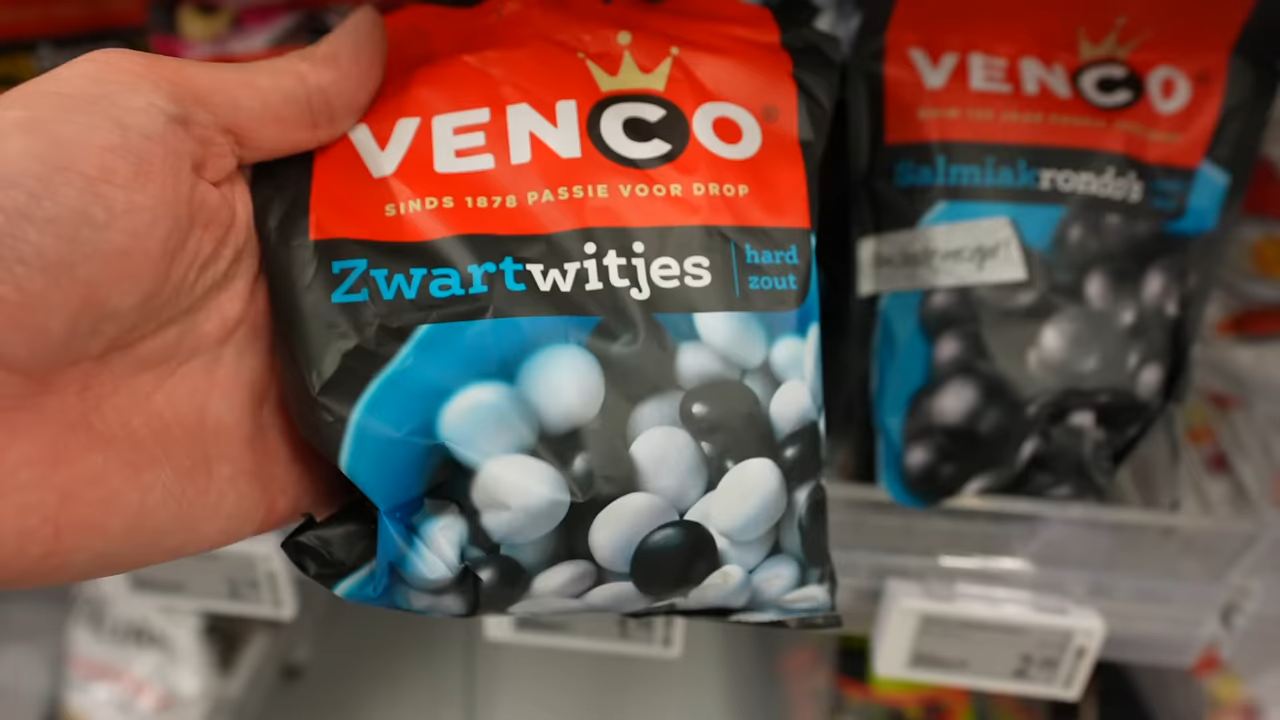 VENCO
SINDS 1878 PASSIE VOOR DROP
Zwartwitjes
hard
zout
VENCO
Salmiakrondo's